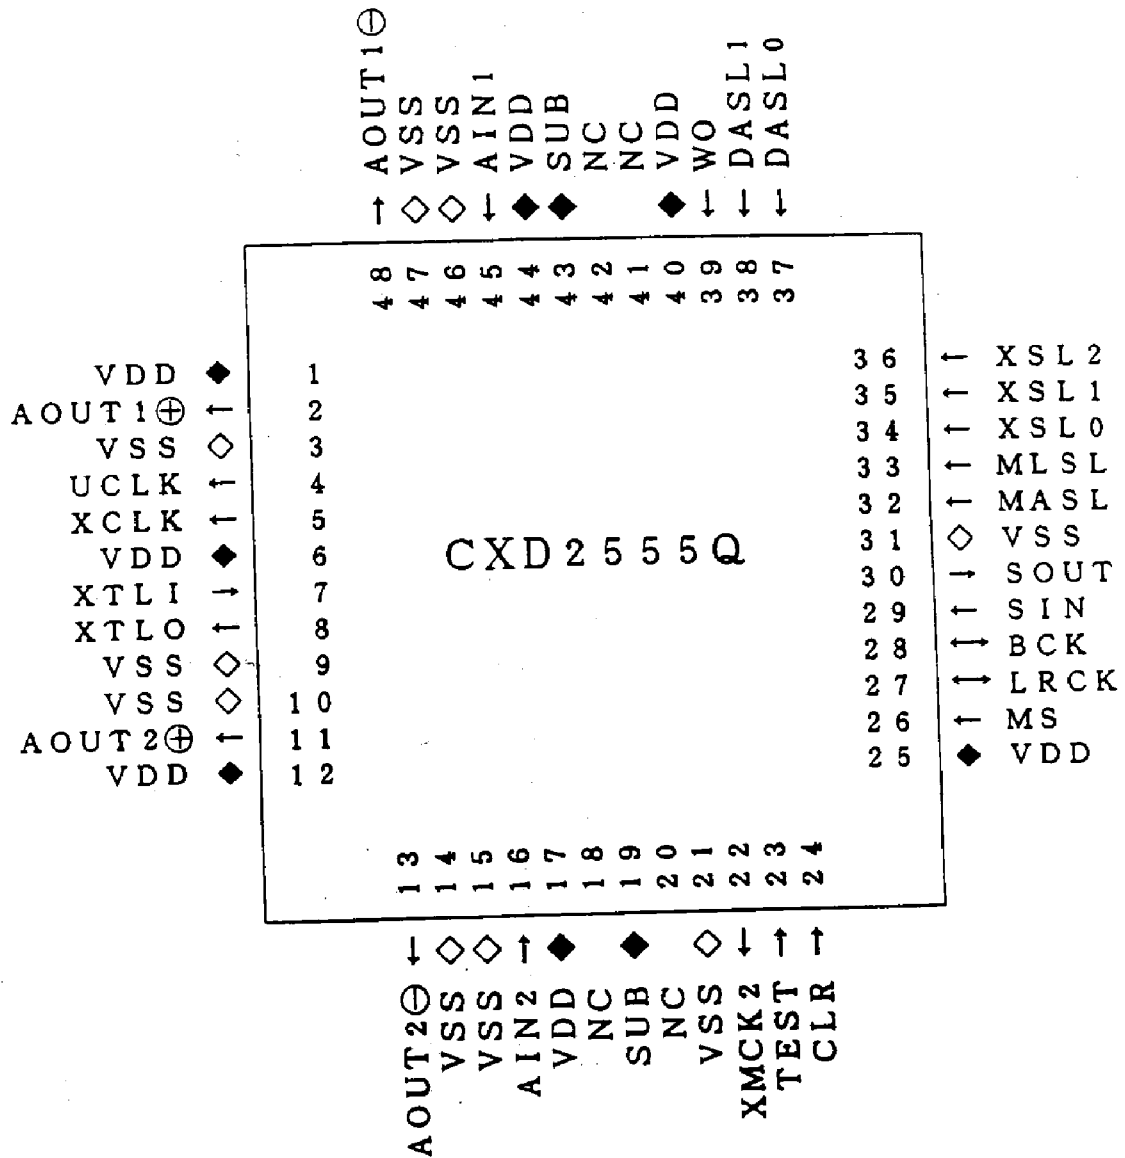 AOUT1⊖
VSS
VSS
AIN1
VDD
SUB
NC
NC
VDD
WO
DASL1
DASL0
48 47 46 45 44 43 42 41 40 39 38 37
VDD 1
AOUT1⊕ 2
VSS 3
UCLK 4
XCLK 5
VDD 6
XTLI 7
XTLO 8
VSS 9
VSS 10
AOUT2⊕ 11
VDD 12
CXD2555Q
36 XSL2
35 XSL1
34 XSL0
33 MLSL
32 MASL
31 VSS
30 SOUT
29 SIN
28 BCK
27 LRCK
26 MS
25 VDD
13 14 15 16 17 18 19 20 21 22 23 24
AOUT2⊖
VSS
VSS
AIN2
VDD
NC
SUB
NC
VSS
XMCK2
TEST
CLR